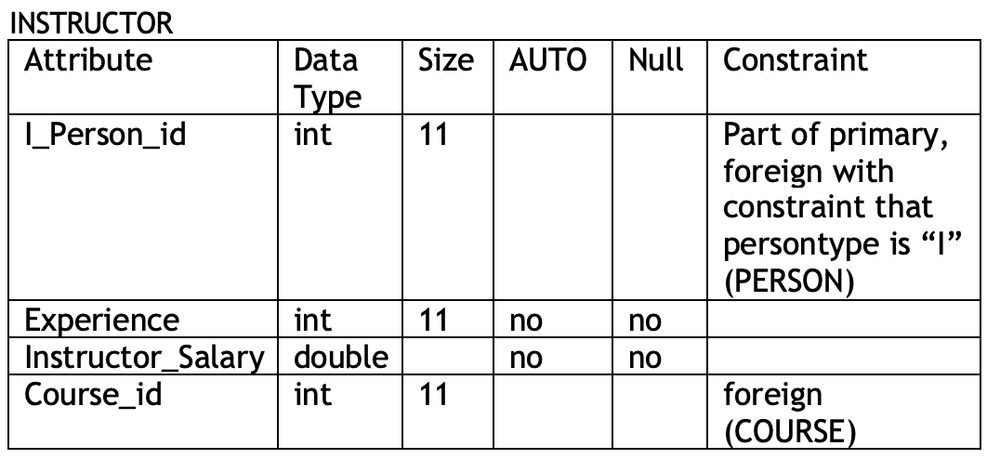 INSTRUCTOR
Attribute Data Type Size AUTO Null Constraint
I_Person_id int 11 Part of primary,
foreign with
constraint that
persontype is “I”
(PERSON)
Experience int 11 no no
Instructor_Salary double no no
Course_id int 11 foreign
(COURSE)